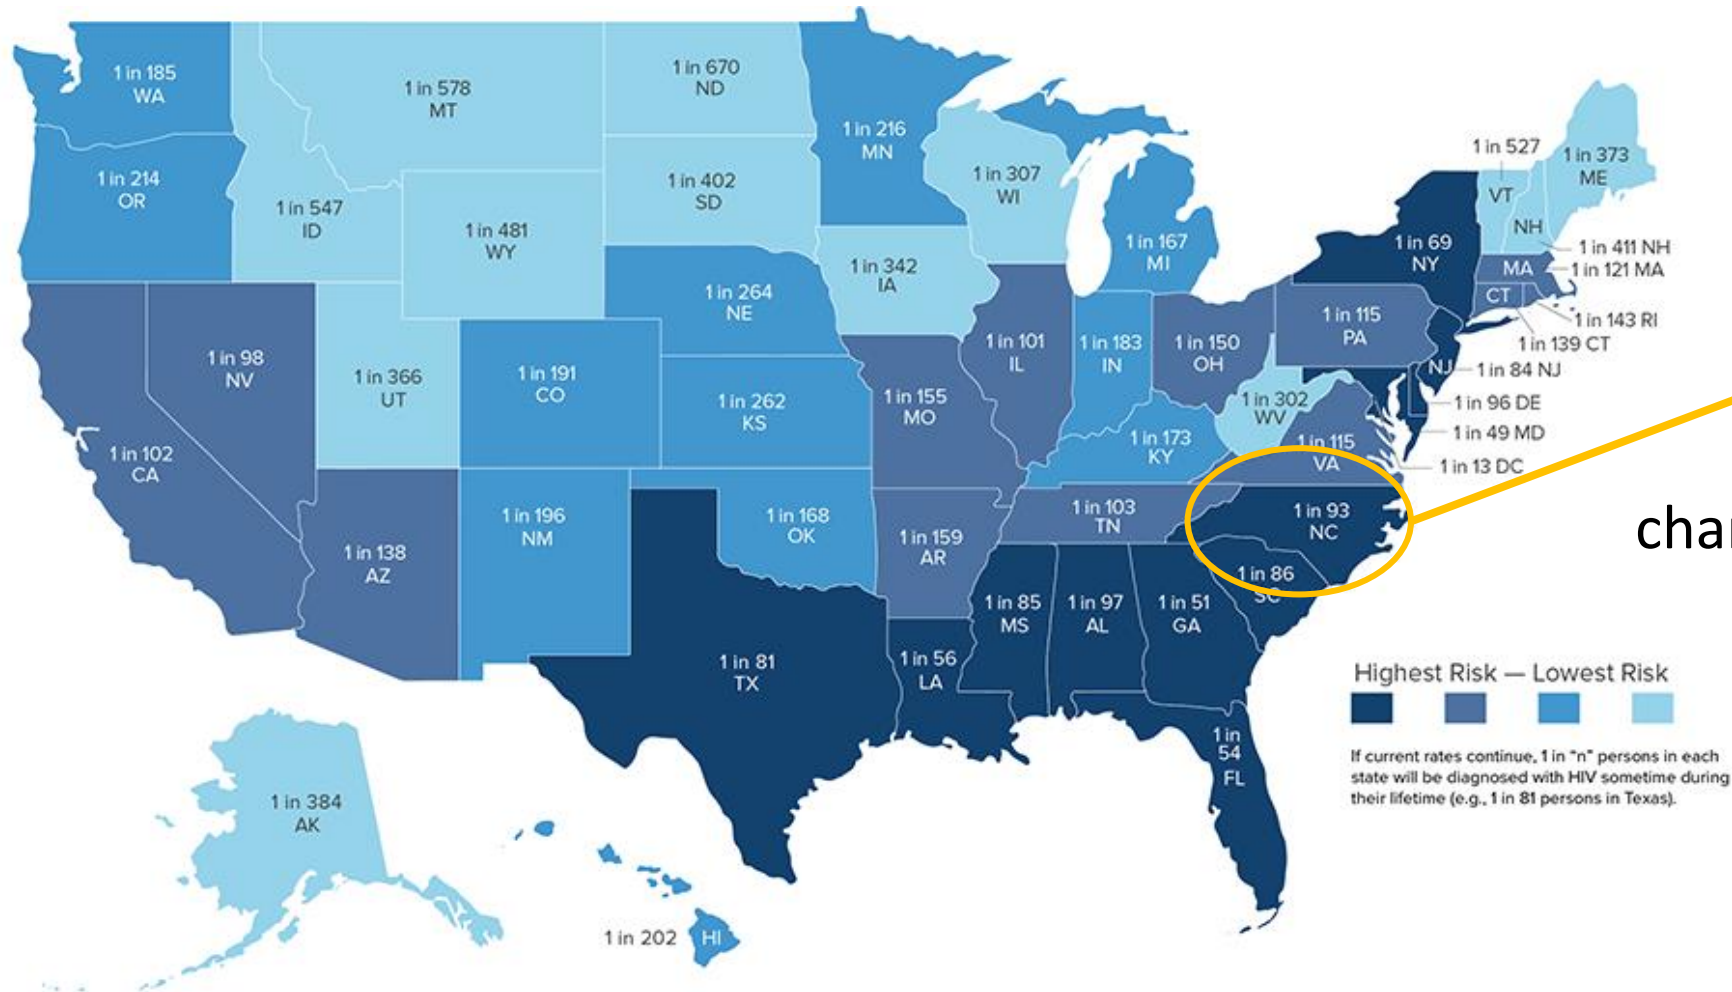 1 in 185
WA
1 in 578
MT
1 in 670
ND
1 in 216
MN
1 in 214
OR
1 in 547
ID
1 in 481
WY
1 in 402
SD
1 in 307
WI
1 in 167
MI
1 in 527
VT
1 in 373
ME
NH
1 in 411 NH
1 in 69
NY
MA
1 in 121 MA
CT
1 in 143 RI
1 in 139 CT
1 in 342
IA
1 in 264
NE
1 in 98
NV
1 in 366
UT
1 in 191
CO
1 in 262
KS
1 in 155
MO
1 in 101
IL
1 in 183
IN
1 in 150
OH
1 in 115
PA
NJ
1 in 84 NJ
1 in 96 DE
1 in 49 MD
1 in 13 DC
1 in 302
WV
1 in 173
KY
1 in 115
VA
1 in 102
CA
1 in 138
AZ
1 in 196
NM
1 in 168
OK
1 in 159
AR
1 in 103
TN
1 in 93
NC
1 in 86
SC
1 in 85
MS
1 in 97
AL
1 in 51
GA
1 in 81
TX
1 in 56
LA
1 in
54
FL
1 in 384
AK
1 in 202
HI
Highest Risk — Lowest Risk
If current rates continue, 1 in "n" persons in each
state will be diagnosed with HIV sometime during
their lifetime (e.g., 1 in 81 persons in Texas).